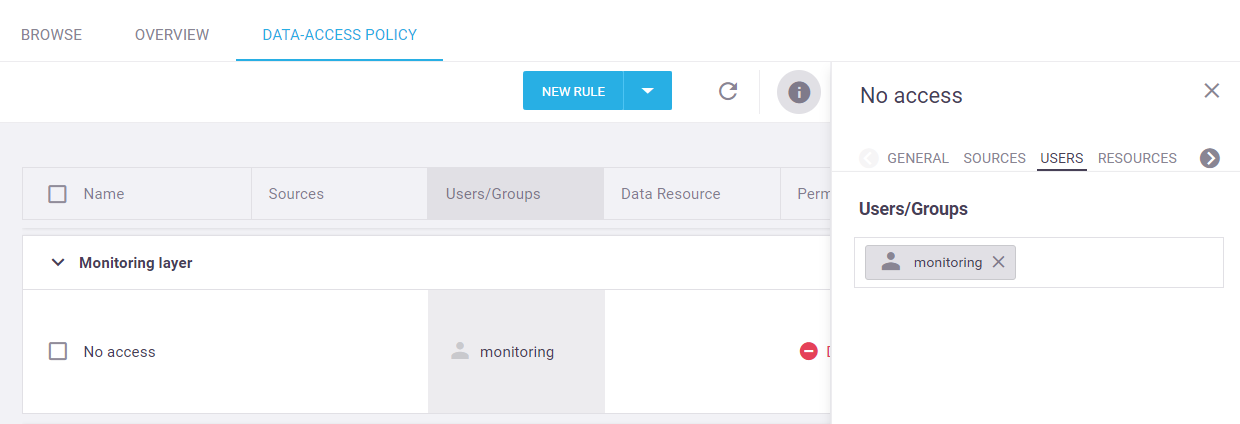 BROWSE OVERVIEW DATA-ACCESS POLICY
NEW RULE
No access
GENERAL SOURCES USERS RESOURCES
Name Sources Users/Groups Data Resource
Users/Groups
Monitoring layer
monitoring
No access monitoring